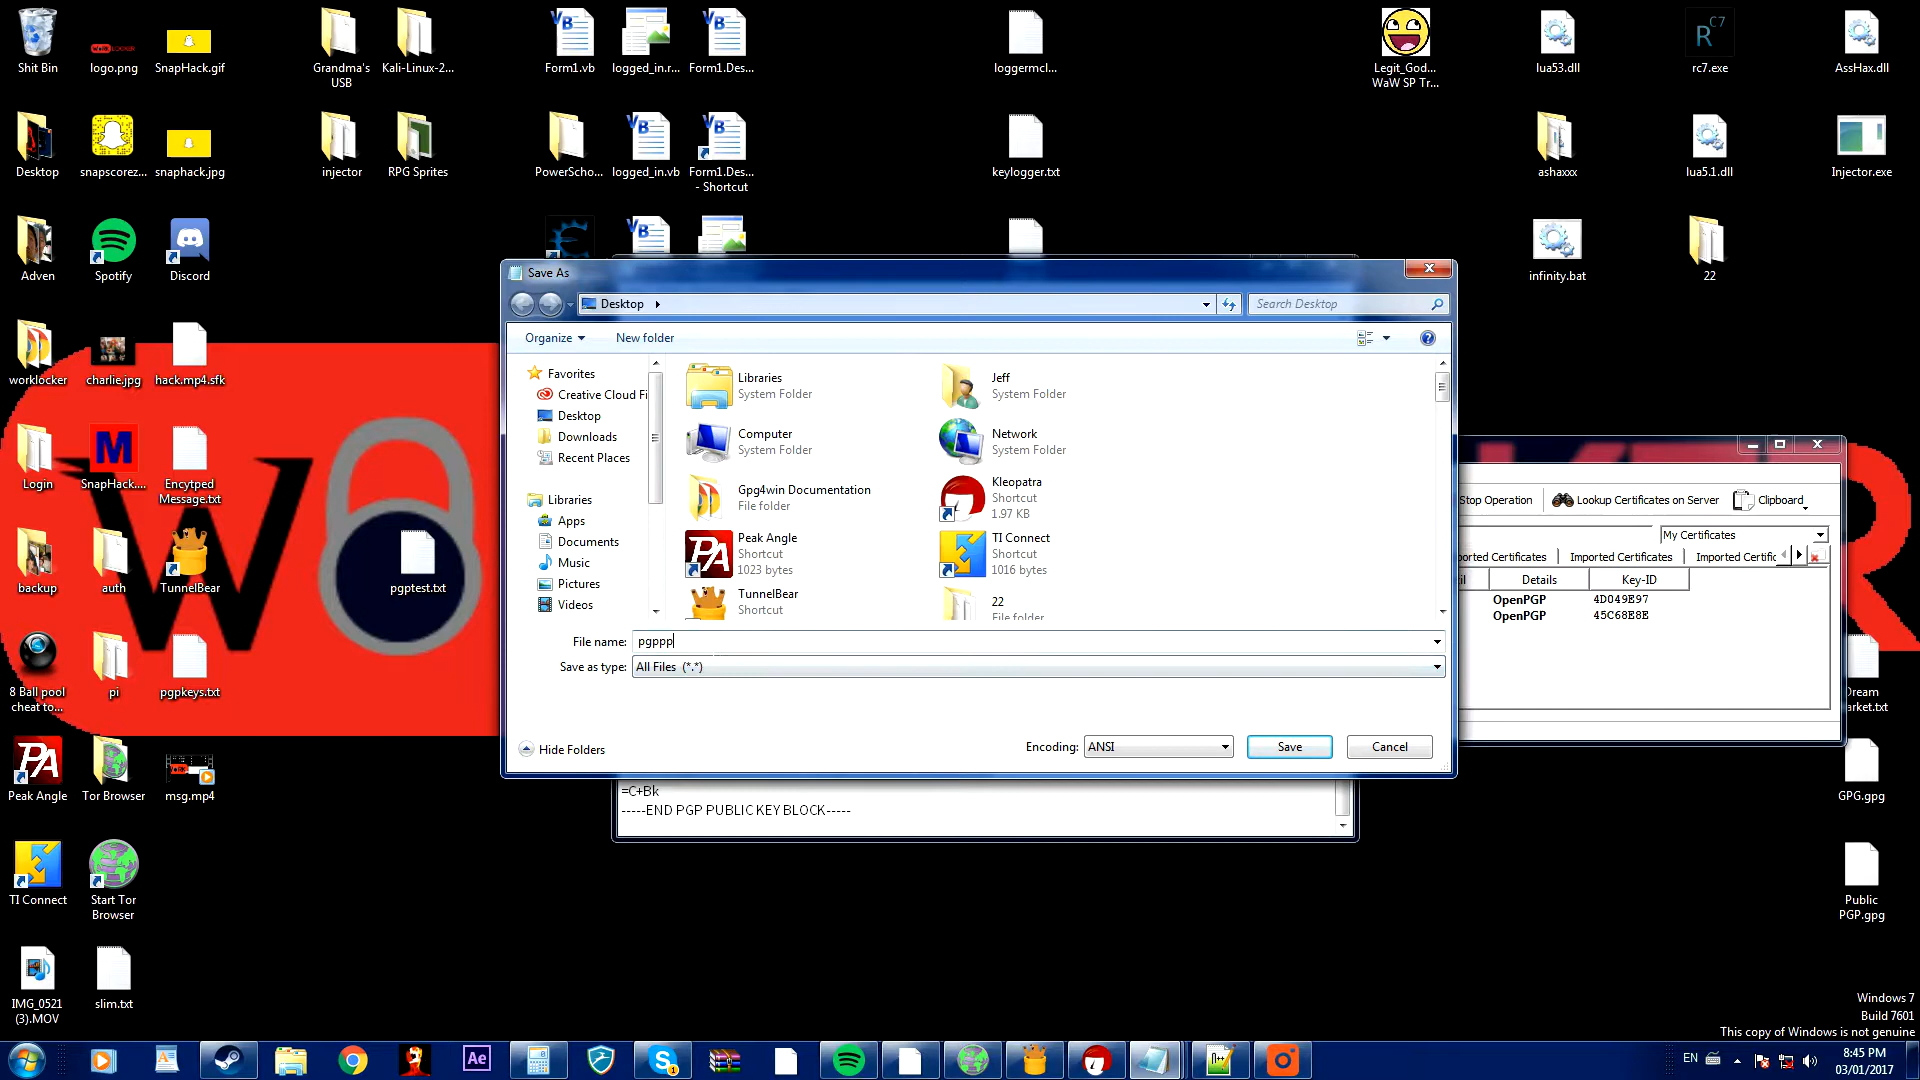 Shit Bin
logo.png
SnapHack.gif
Grandma's
USB
Kali-Linux-2...
Form1.vb
logged_in.r...
Form1.Des...
loggermcl...
Legit_God...
WaW SP Tr...
lua53.dll
C7
R
rc7.exe
AssHax.dll
Desktop
snapscorez...
snaphack.jpg
injector
RPG Sprites
PowerScho...
logged_in.vb
Form1.Des...
- Shortcut
keylogger.txt
ashaxxx
lua5.1.dll
Injector.exe
Adven
Spotify
Discord
infinity.bat
22
Save As
Desktop
Search Desktop
Organize
New folder
worklocker
charlie.jpg
hack.mp4.sfk
Favorites
Creative Cloud Fi
Desktop
Downloads
Recent Places
Libraries
Apps
Documents
Music
Pictures
Videos
Libraries
System Folder
Jeff
System Folder
Computer
System Folder
Network
System Folder
Gpg4win Documentation
File folder
Kleopatra
Shortcut
1.97 KB
Peak Angle
Shortcut
1023 bytes
TI Connect
Shortcut
1016 bytes
TunnelBear
Shortcut
22
File folder
File name:
pgppp
Save as type:
All Files (*.*)
Hide Folders
Encoding:
ANSI
Save
Cancel
Login
SnapHack....
Encytped
Message.txt
Stop Operation
Lookup Certificates on Server
Clipboard
My Certificates
ported Certificates
Imported Certificates
Imported Certific
il
Details
Key-ID
OpenPGP
4D049E97
OpenPGP
45C68E8E
W
R
backup
auth
TunnelBear
pgptest.txt
8 Ball pool
cheat to...
pi
pgpkeys.txt
Dream
arket.txt
Peak Angle
Tor Browser
msg.mp4
=C+Bk
-----END PGP PUBLIC KEY BLOCK-----
GPG.gpg
TI Connect
Start Tor
Browser
Public
PGP.gpg
IMG_0521
(3).MOV
slim.txt
Windows 7
Build 7601
This copy of Windows is not genuine
Ae
EN
8:45 PM
03/01/2017